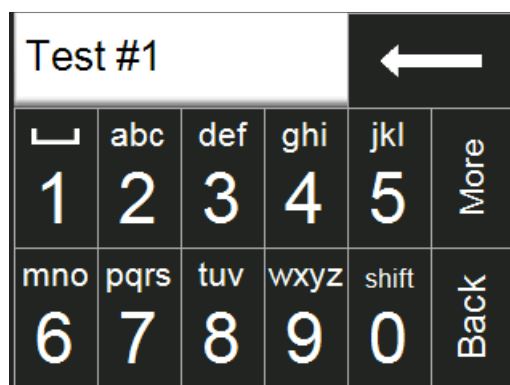 Test #1
abc def ghi jkl More
1 2 3 4 5
mno pqrs tuv wxyz shift Back
6 7 8 9 0